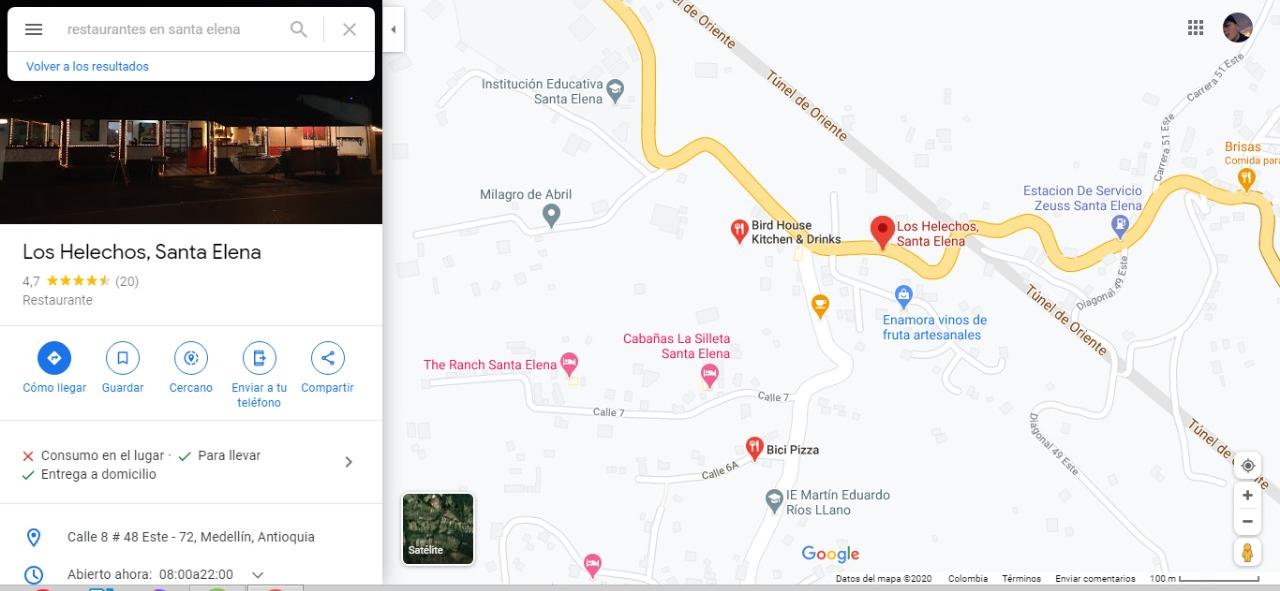 restaurantes en santa elena
Volver a los resultados
Los Helechos, Santa Elena
4,7 (20)
Restaurante
Cómo llegar
Guardar
Cercano
Enviar a tu
teléfono
Compartir
Consumo en el lugar · Para llevar
Entrega a domicilio
Calle 8 # 48 Este - 72, Medellín, Antioquia
Abierto ahora: 08:00a22:00
Satélite
el de Oriente
Túnel de Oriente
Institución Educativa
Santa Elena
Carrera 51 Este
Carrera 51 Este
Brisas
Comida para
Milagro de Abril
Estacion De Servicio
Zeuss Santa Elena
Bird House
Kitchen & Drinks
Los Helechos,
Santa Elena
Diagonal 49 Este
Túnel de Oriente
Enamora vinos de
fruta artesanales
Cabañas La Silleta
Santa Elena
The Ranch Santa Elena
Calle 7
Calle 7
Diagonal 49 Este
Túnel de Oriente
Bici Pizza
Calle 6A
IE Martín Eduardo
Ríos LLano
Google
Datos del mapa ©2020 Colombia Términos Enviar comentarios 100 m